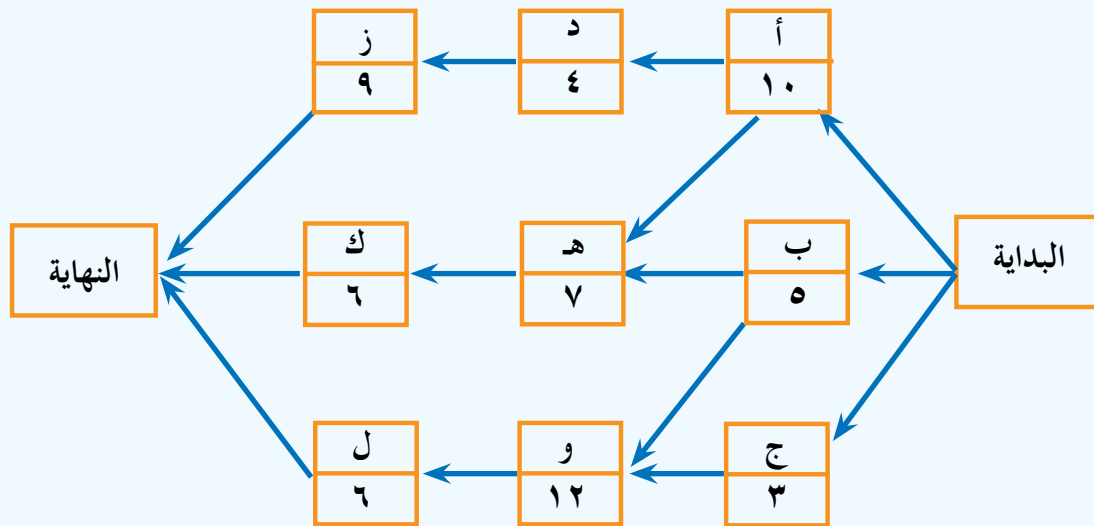 أ
١٠
د
٤
ز
٩
البداية
ب
٥
هـ
٧
ك
٦
النهاية
ج
٣
و
١٢
ل
٦